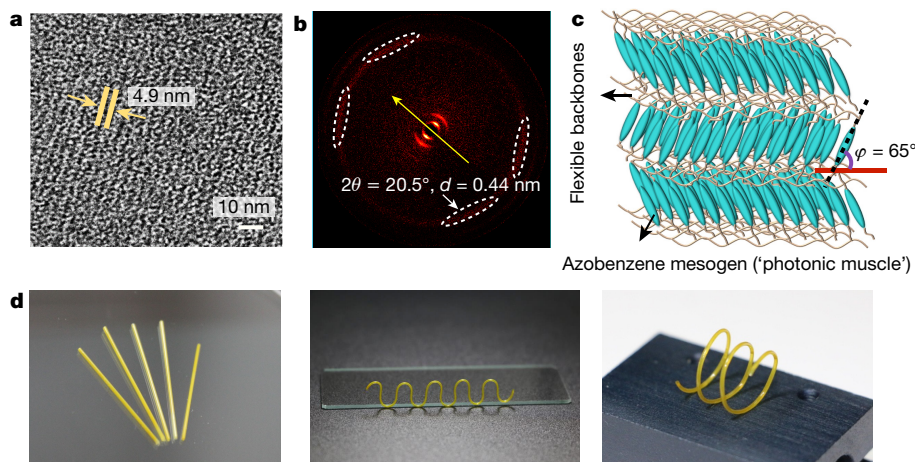 a
4.9 nm
10 nm
b
2θ = 20.5°, d = 0.44 nm
c
Flexible backbones
φ = 65°
Azobenzene mesogen (‘photonic muscle’)
d